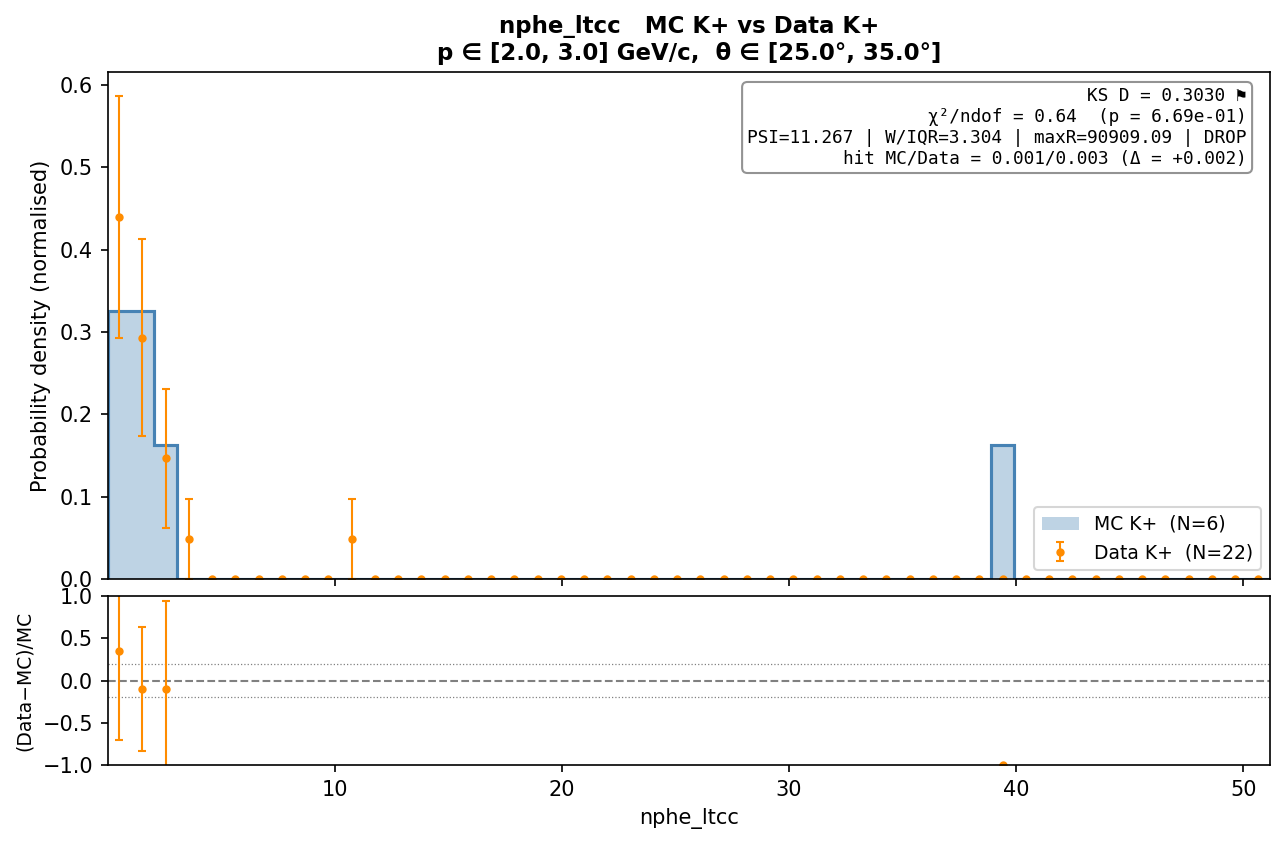 nphe_ltcc   MC K+ vs Data K+
p ∈ [2.0, 3.0] GeV/c,  θ ∈ [25.0°, 35.0°]
KS D = 0.3030 ⚑
χ²/ndof = 0.64  (p = 6.69e-01)
PSI=11.267 | W/IQR=3.304 | maxR=90909.09 | DROP
hit MC/Data = 0.001/0.003 (Δ = +0.002)
Probability density (normalised)
0.6
0.5
0.4
0.3
0.2
0.1
0.0
MC K+  (N=6)
Data K+  (N=22)
(Data−MC)/MC
1.0
0.5
0.0
−0.5
−1.0
10
20
30
40
50
nphe_ltcc